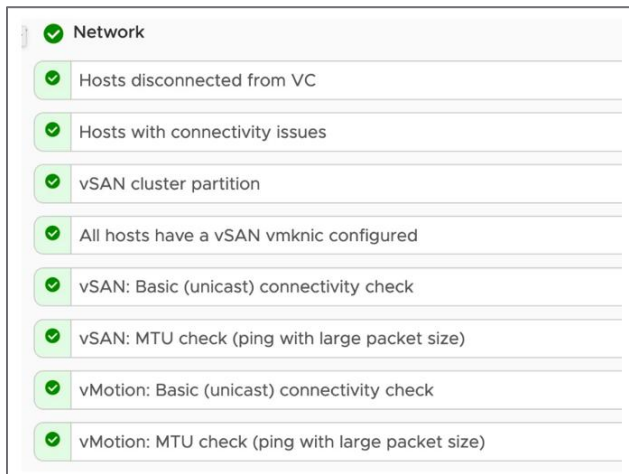 Network
Hosts disconnected from VC
Hosts with connectivity issues
vSAN cluster partition
All hosts have a vSAN vmknic configured
vSAN: Basic (unicast) connectivity check
vSAN: MTU check (ping with large packet size)
vMotion: Basic (unicast) connectivity check
vMotion: MTU check (ping with large packet size)